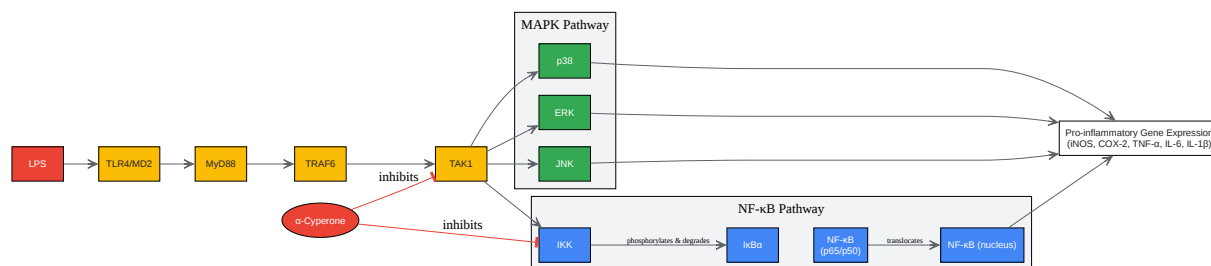 MAPK Pathway
p38
ERK
JNK
LPS
TLR4/MD2
MyD88
TRAF6
TAK1
Pro-inflammatory Gene Expression
(iNOS, COX-2, TNF-α, IL-6, IL-1β)
inhibits
α-Cyperone
inhibits
NF-κB Pathway
IKK
phosphorylates & degrades
IκBα
NF-κB
(p65/p50)
translocates
NF-κB (nucleus)